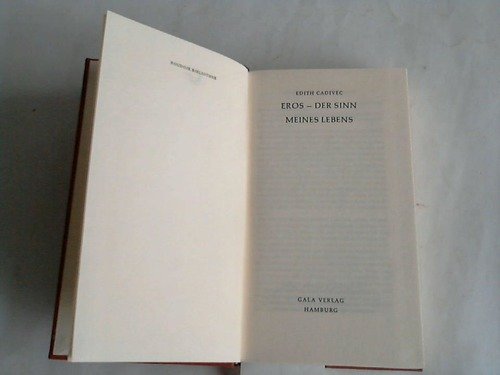 EDITH CADIVEC
EROS – DER SINN
MEINES LEBENS
GALA VERLAG
HAMBURG